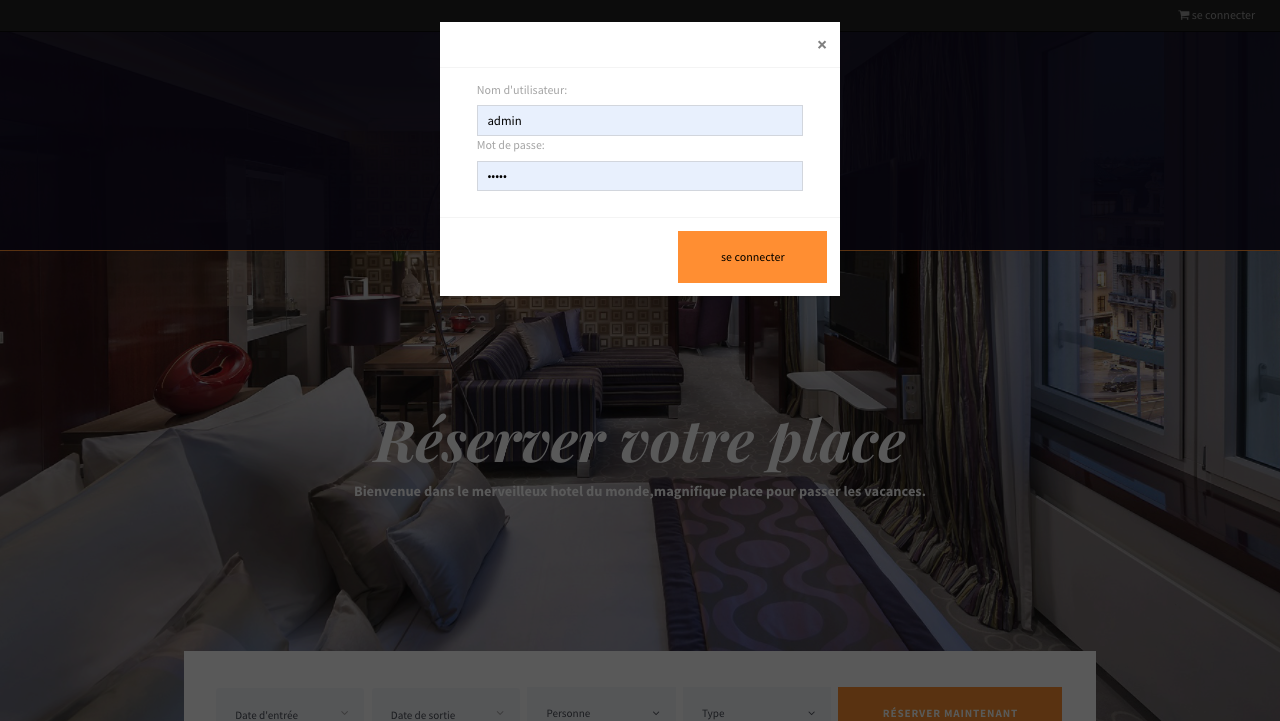 se connecter
×
Nom d'utilisateur:
admin
Mot de passe:
•••••
se connecter
Réserver votre place
Bienvenue dans le merveilleux hotel du monde,magnifique place pour passer les vacances.
Date d'entrée
Date de sortie
Personne
Type
RÉSERVER MAINTENANT